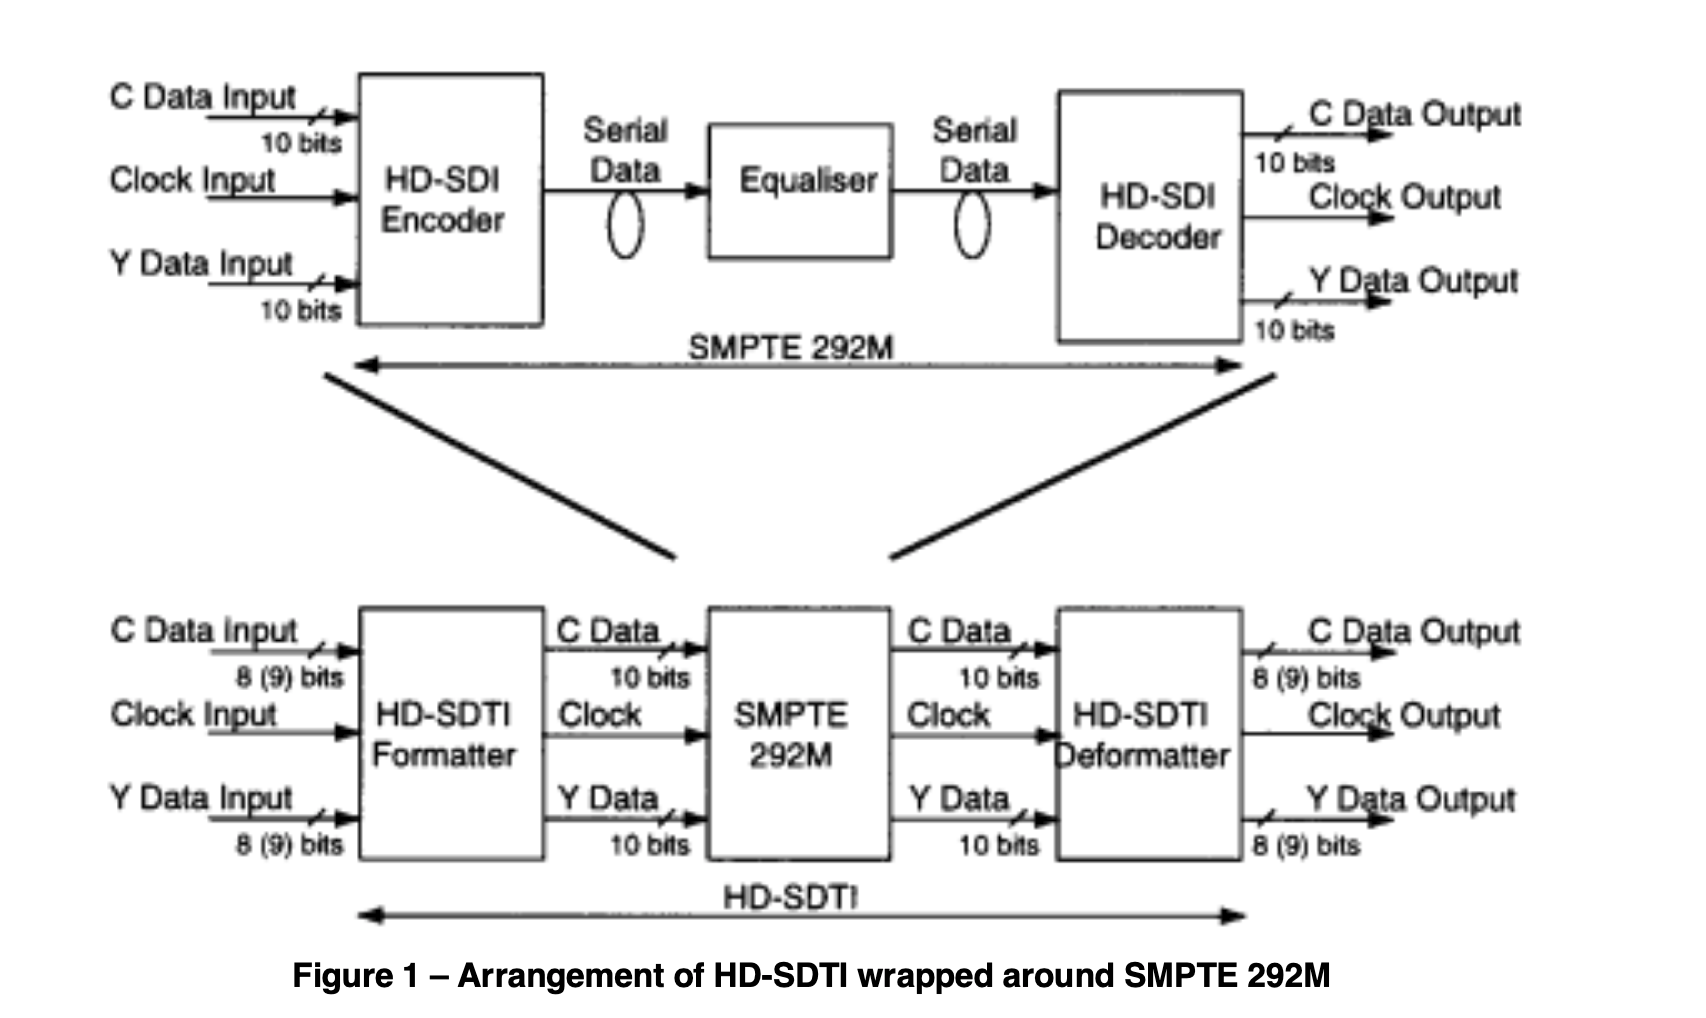 C Data Input
10 bits
Clock Input
Y Data Input
10 bits
HD-SDI
Encoder
Serial
Data
Equaliser
Serial
Data
HD-SDI
Decoder
C Data Output
10 bits
Clock Output
Y Data Output
10 bits
SMPTE 292M
C Data Input
8 (9) bits
Clock Input
Y Data Input
8 (9) bits
HD-SDTI
Formatter
C Data
10 bits
Clock
Y Data
10 bits
SMPTE
292M
C Data
10 bits
Clock
Y Data
10 bits
HD-SDTI
Deformatter
C Data Output
8 (9) bits
Clock Output
Y Data Output
8 (9) bits
HD-SDTI
Figure 1 – Arrangement of HD-SDTI wrapped around SMPTE 292M